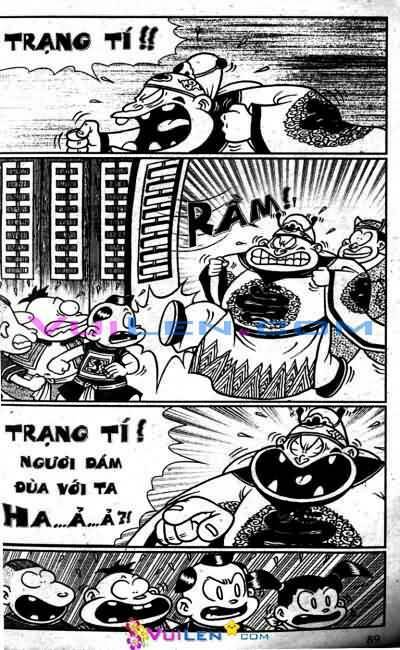 TRẠNG TÍ!!
RẦM!
VUILEN.COM
TRẠNG TÍ!
NGƯƠI DÁM
ĐÙA VỚI TA
HA...Ả...Ả?!
89
VUILEN.COM